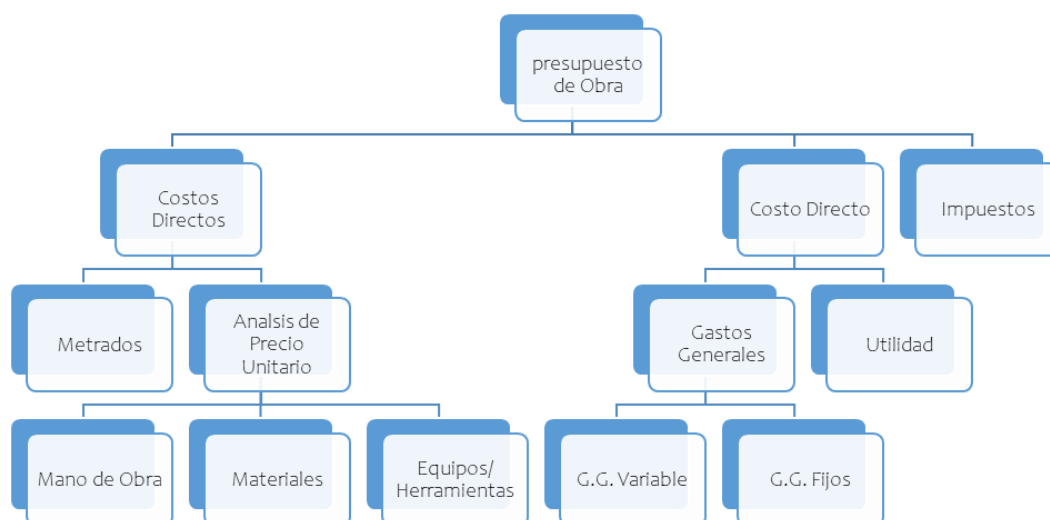 presupuesto
de Obra
Costos
Directos
Costo Directo
Impuestos
Metrados
Analsis de
Precio
Unitario
Gastos
Generales
Utilidad
Mano de Obra
Materiales
Equipos/
Herramientas
G.G. Variable
G.G. Fijos